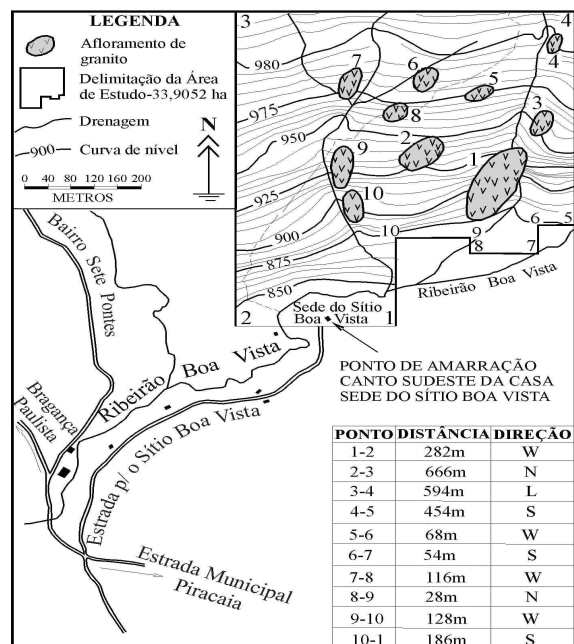 LEGENDA
Afloramento de
granito
Delimitação da Área
de Estudo-33,9052 ha
Drenagem
900
Curva de nível
N
0 40 80 120 160 200
METROS
3
4
980
7
6
5
4
975
8
3
950
2
1
9
925
10
900
10
9
6
5
875
8
7
850
Ribeirão Boa Vista
2
Sede do Sítio
Boa Vista
1
Bairro Sete Pontes
Ribeirão Boa Vista
PONTO DE AMARRAÇÃO
CANTO SUDESTE DA CASA
SEDE DO SÍTIO BOA VISTA
Bragança
Paulista
Estrada p/ o Sítio Boa Vista
Estrada Municipal
Piracaia
PONTO DISTÂNCIA DIREÇÃO
1-2 282m W
2-3 666m N
3-4 594m L
4-5 454m S
5-6 68m W
6-7 54m S
7-8 116m W
8-9 28m N
9-10 128m W
10-1 186m S